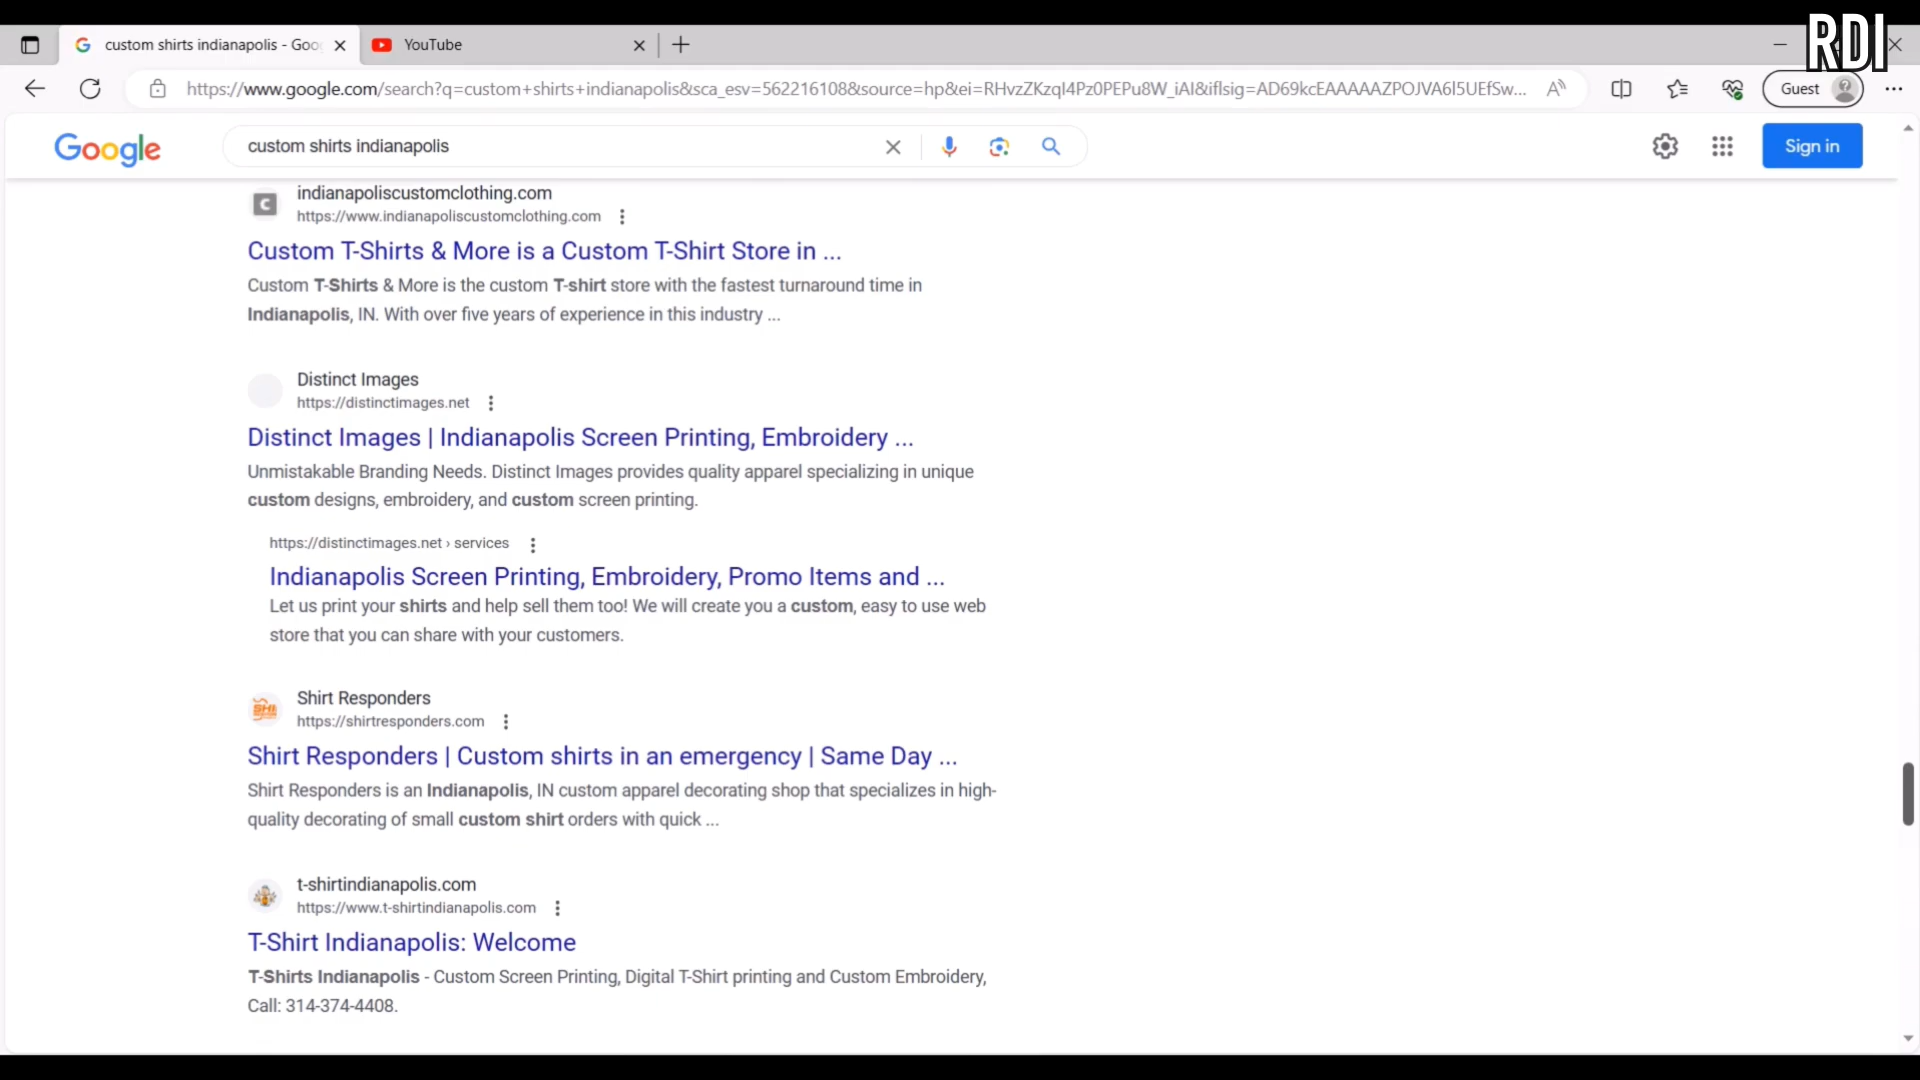 RDI
custom shirts indianapolis - Goo
YouTube
https://www.google.com/search?q=custom+shirts+indianapolis&sca_esv=562216108&source=hp&ei=RHvzZKzqI4Pz0PEPu8W_iAI&iflsig=AD69kcEAAAAAZPOJVA6l5UEfSw...
Guest
Google
custom shirts indianapolis
Sign in
C
indianapoliscustomclothing.com
https://www.indianapoliscustomclothing.com
Custom T-Shirts & More is a Custom T-Shirt Store in ...
Custom T-Shirts & More is the custom T-shirt store with the fastest turnaround time in
Indianapolis, IN. With over five years of experience in this industry ...
Distinct Images
https://distinctimages.net
Distinct Images | Indianapolis Screen Printing, Embroidery ...
Unmistakable Branding Needs. Distinct Images provides quality apparel specializing in unique
custom designs, embroidery, and custom screen printing.
https://distinctimages.net › services
Indianapolis Screen Printing, Embroidery, Promo Items and ...
Let us print your shirts and help sell them too! We will create you a custom, easy to use web
store that you can share with your customers.
Shirt Responders
https://shirtresponders.com
Shirt Responders | Custom shirts in an emergency | Same Day ...
Shirt Responders is an Indianapolis, IN custom apparel decorating shop that specializes in high-
quality decorating of small custom shirt orders with quick ...
t-shirtindianapolis.com
https://www.t-shirtindianapolis.com
T-Shirt Indianapolis: Welcome
T-Shirts Indianapolis - Custom Screen Printing, Digital T-Shirt printing and Custom Embroidery,
Call: 314-374-4408.